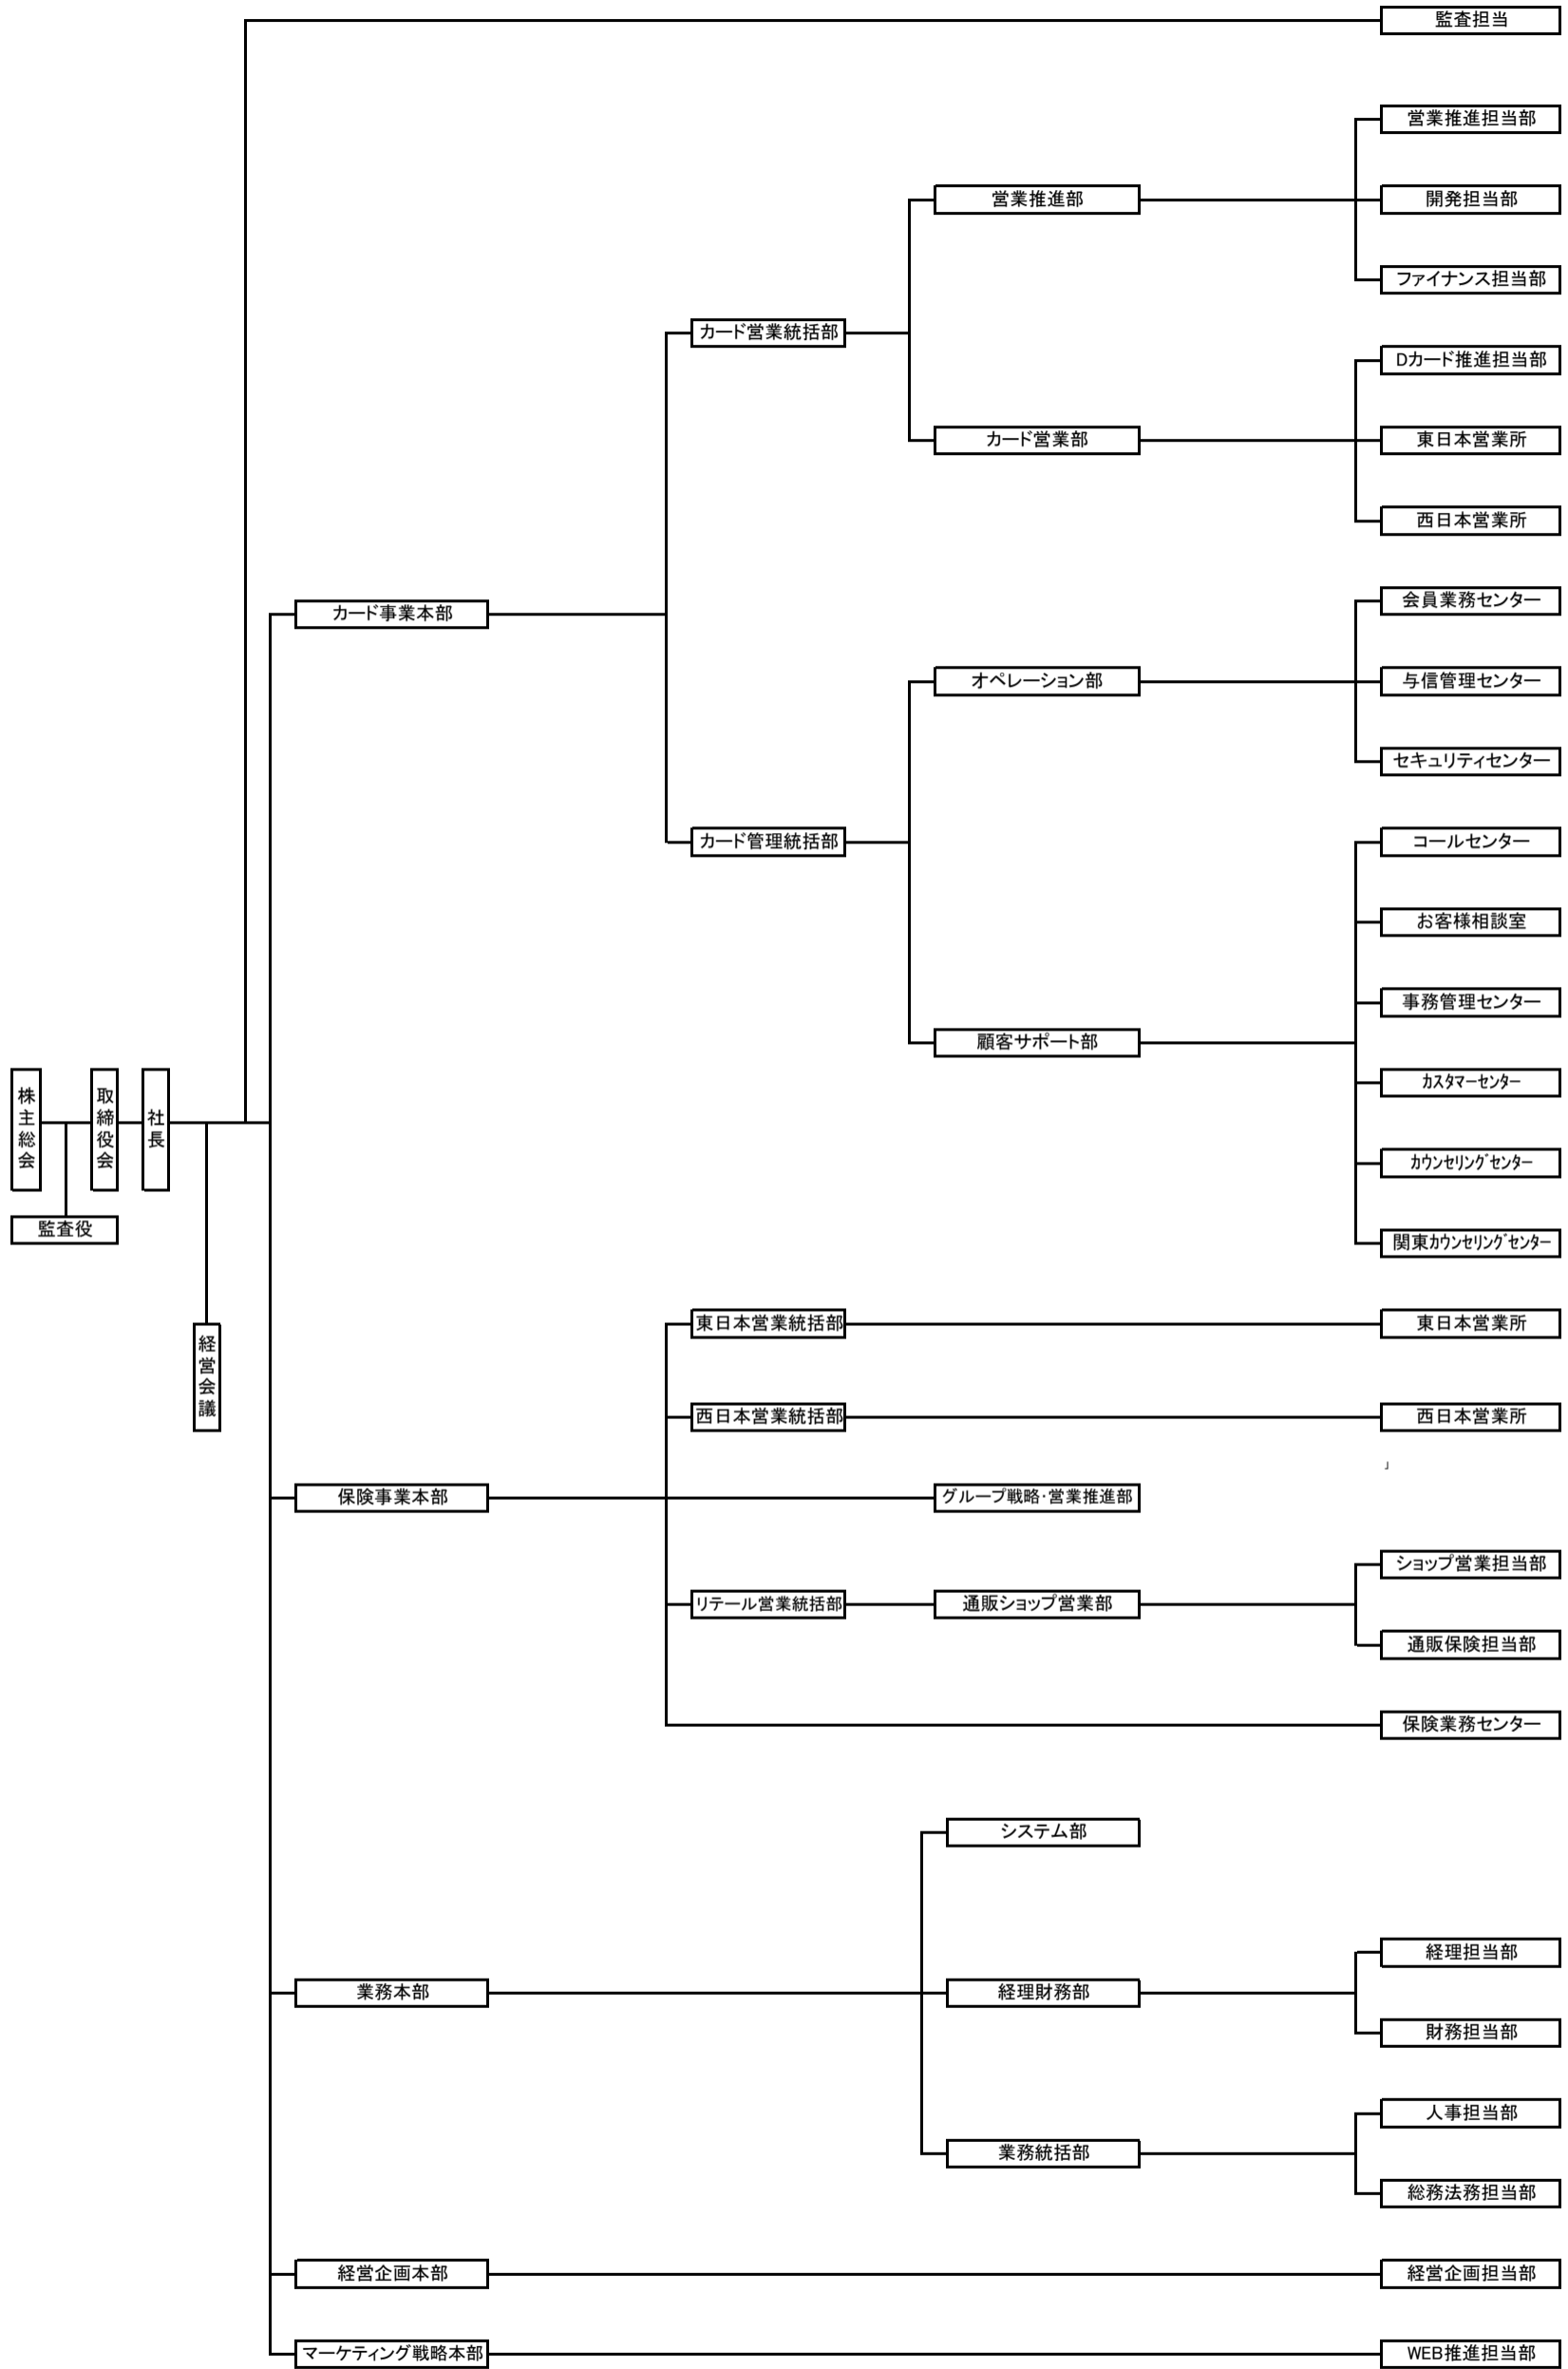 監査担当
営業推進担当部
営業推進部
開発担当部
ファイナンス担当部
カード営業統括部
Dカード推進担当部
カード営業部
東日本営業所
西日本営業所
カード事業本部
会員業務センター
オペレーション部
与信管理センター
セキュリティセンター
カード管理統括部
コールセンター
お客様相談室
事務管理センター
顧客サポート部
ｶｽﾀﾏｰｾﾝﾀｰ
株主総会
取締役会
社長
ｶｳﾝｾﾘﾝｸﾞｾﾝﾀｰ
監査役
関東ｶｳﾝｾﾘﾝｸﾞｾﾝﾀｰ
経営会議
東日本営業統括部
東日本営業所
西日本営業統括部
西日本営業所
」
保険事業本部
グループ戦略・営業推進部
ショップ営業担当部
リテール営業統括部
通販ショップ営業部
通販保険担当部
保険業務センター
システム部
経理担当部
業務本部
経理財務部
財務担当部
人事担当部
業務統括部
総務法務担当部
経営企画本部
経営企画担当部
マーケティング戦略本部
WEB推進担当部